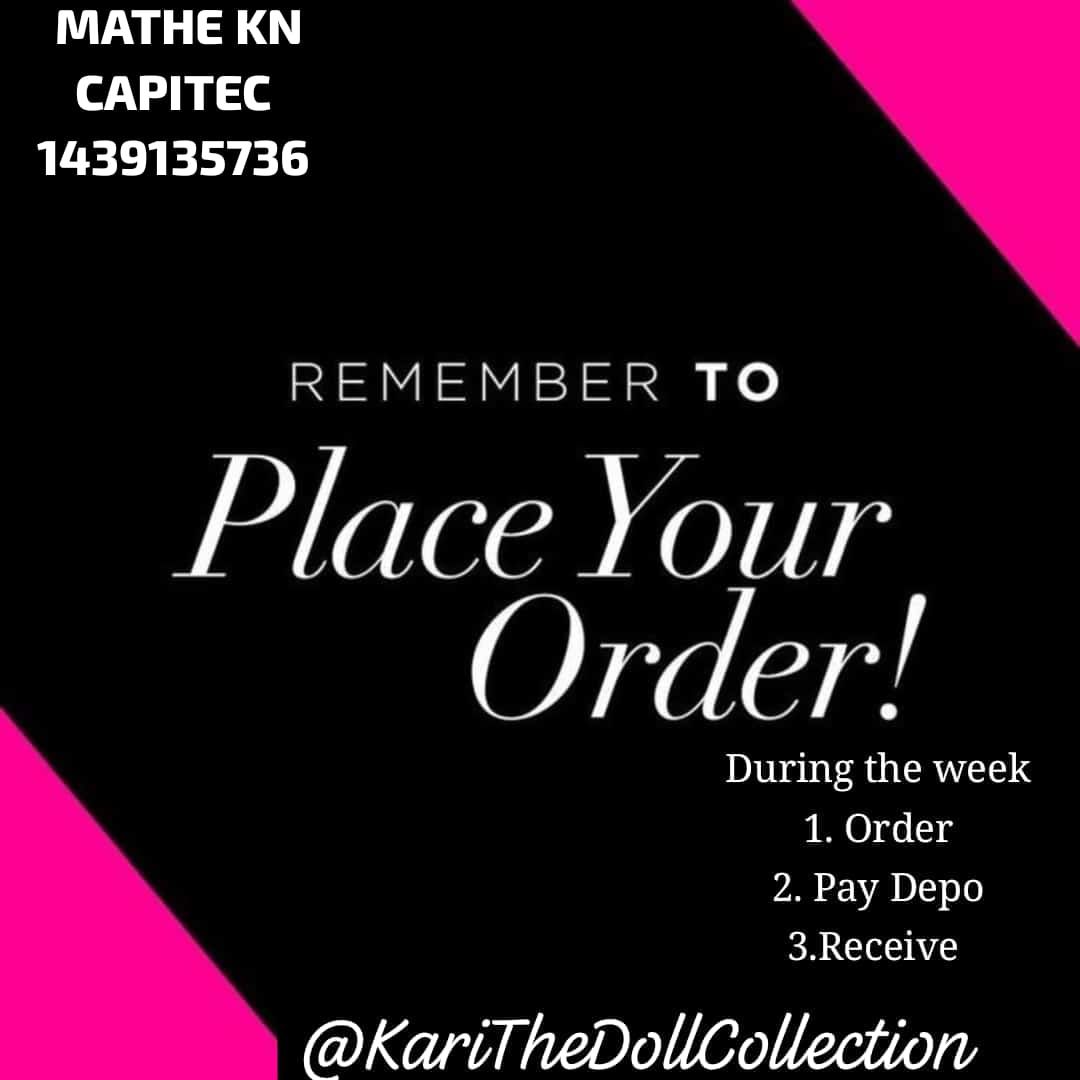 MATHE KN
CAPITEC
1439135736
REMEMBER TO
Place Your
Order!
During the week
1. Order
2. Pay Depo
3.Receive
@KariTheDollCollection